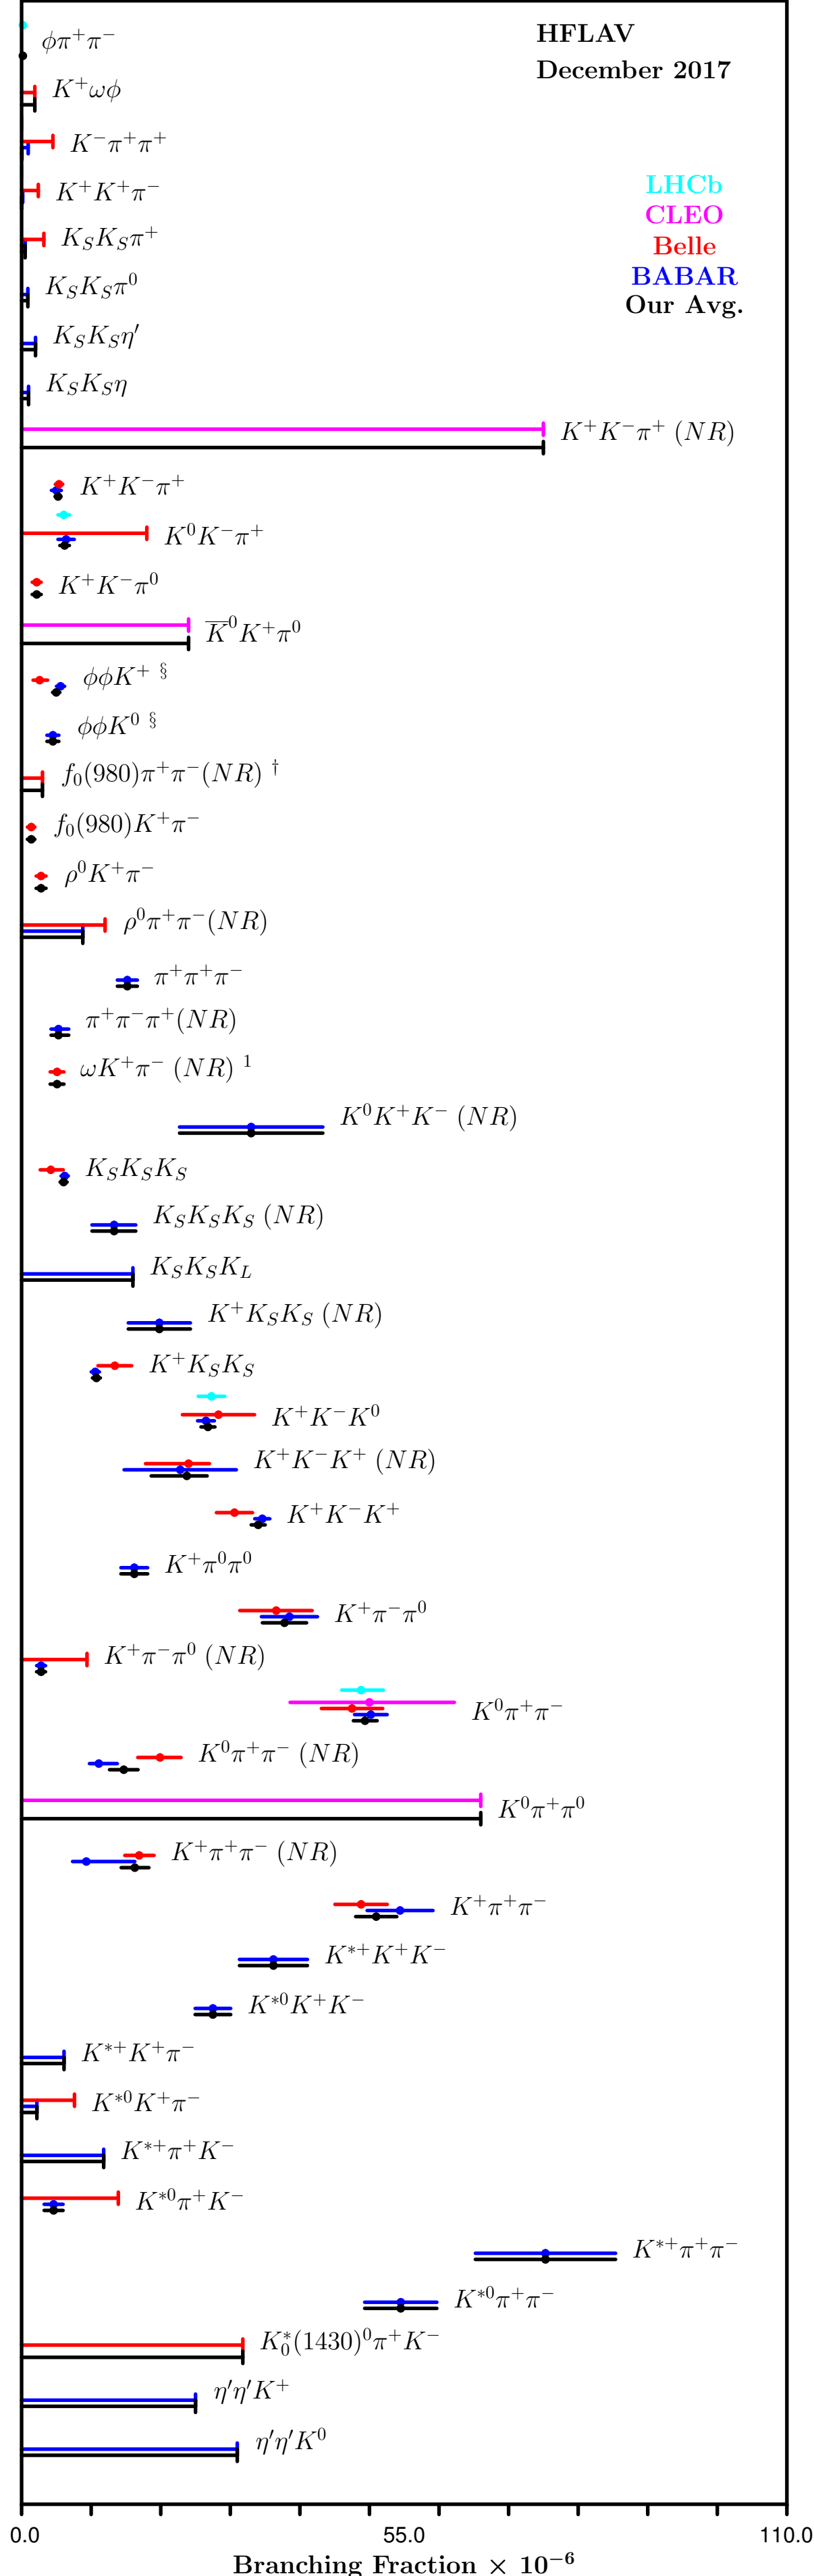 HFLAV
December 2017
LHCb
CLEO
Belle
BABAR
Our Avg.
ϕπ⁺π⁻
K⁺ωϕ
K⁻π⁺π⁺
K⁺K⁺π⁻
K_SK_Sπ⁺
K_SK_Sπ⁰
K_SK_Sη′
K_SK_Sη
K⁺K⁻π⁺ (NR)
K⁺K⁻π⁺
K⁰K⁻π⁺
K⁺K⁻π⁰
K̅⁰K⁺π⁰
ϕϕK⁺ §
ϕϕK⁰ §
f₀(980)π⁺π⁻(NR) †
f₀(980)K⁺π⁻
ρ⁰K⁺π⁻
ρ⁰π⁺π⁻(NR)
π⁺π⁺π⁻
π⁺π⁻π⁺(NR)
ωK⁺π⁻ (NR) ¹
K⁰K⁺K⁻ (NR)
K_SK_SK_S
K_SK_SK_S (NR)
K_SK_SK_L
K⁺K_SK_S (NR)
K⁺K_SK_S
K⁺K⁻K⁰
K⁺K⁻K⁺ (NR)
K⁺K⁻K⁺
K⁺π⁰π⁰
K⁺π⁻π⁰
K⁺π⁻π⁰ (NR)
K⁰π⁺π⁻
K⁰π⁺π⁻ (NR)
K⁰π⁺π⁰
K⁺π⁺π⁻ (NR)
K⁺π⁺π⁻
K*⁺K⁺K⁻
K*⁰K⁺K⁻
K*⁺K⁺π⁻
K*⁰K⁺π⁻
K*⁺π⁺K⁻
K*⁰π⁺K⁻
K*⁺π⁺π⁻
K*⁰π⁺π⁻
K₀*(1430)⁰π⁺K⁻
η′η′K⁺
η′η′K⁰
0.0 55.0 110.0
Branching Fraction × 10⁻⁶